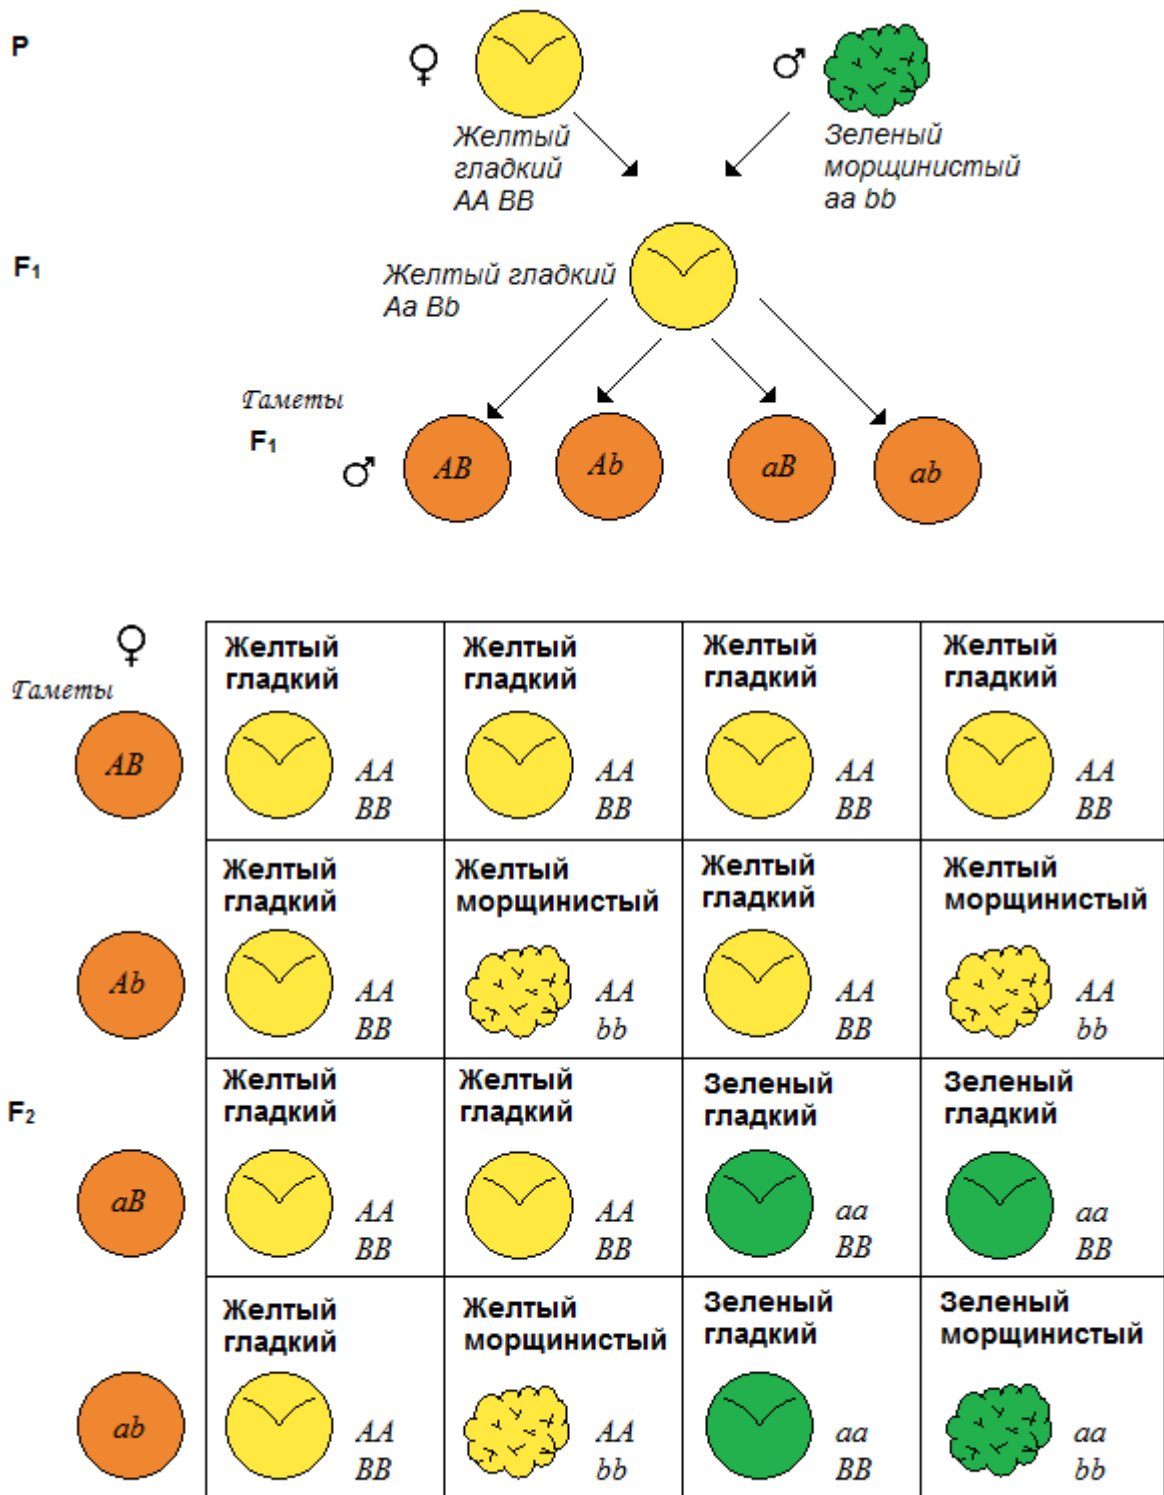 P
♀
♂
Желтый
гладкий
AA BB
Зеленый
морщинистый
aa bb
F₁
Желтый гладкий
Aa Bb
Гаметы
F₁
♂
AB
Ab
aB
ab
♀
Гаметы
AB
Желтый
гладкий
AA
BB
Желтый
гладкий
AA
BB
Желтый
гладкий
AA
BB
Желтый
гладкий
AA
BB
Ab
Желтый
гладкий
AA
BB
Желтый
морщинистый
AA
bb
Желтый
гладкий
AA
BB
Желтый
морщинистый
AA
bb
F₂
aB
Желтый
гладкий
AA
BB
Желтый
гладкий
AA
BB
Зеленый
гладкий
aa
BB
Зеленый
гладкий
aa
BB
ab
Желтый
гладкий
AA
BB
Желтый
морщинистый
AA
bb
Зеленый
гладкий
aa
BB
Зеленый
морщинистый
aa
bb